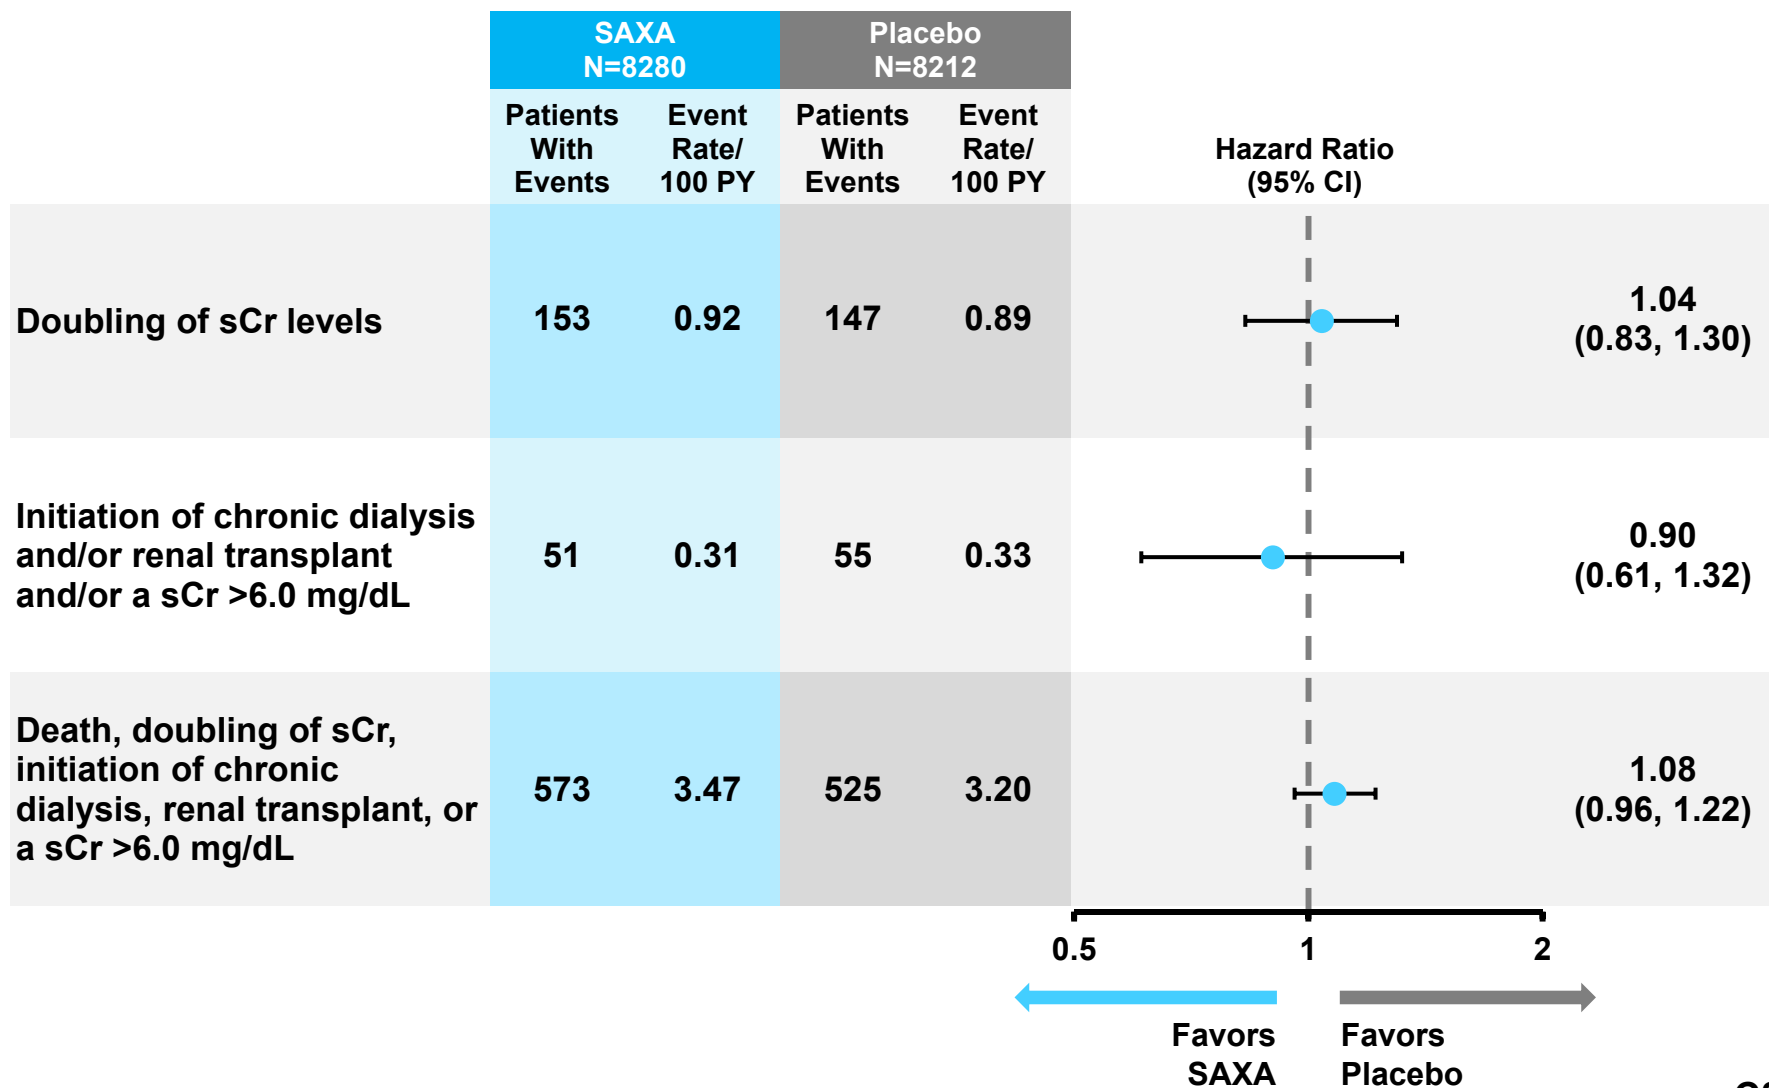 SAXA
N=8280
Placebo
N=8212
Patients
With
Events
Event
Rate/
100 PY
Patients
With
Events
Event
Rate/
100 PY
Hazard Ratio
(95% CI)
Doubling of sCr levels
153
0.92
147
0.89
1.04
(0.83, 1.30)
Initiation of chronic dialysis
and/or renal transplant
and/or a sCr >6.0 mg/dL
51
0.31
55
0.33
0.90
(0.61, 1.32)
Death, doubling of sCr,
initiation of chronic
dialysis, renal transplant, or
a sCr >6.0 mg/dL
573
3.47
525
3.20
1.08
(0.96, 1.22)
0.5
1
2
Favors
SAXA
Favors
Placebo